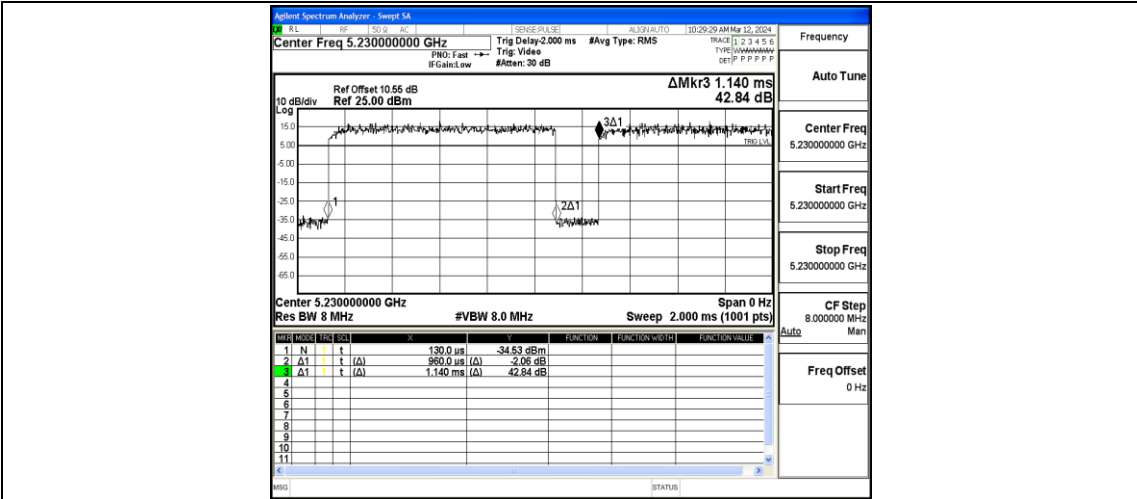 Agilent Spectrum Analyzer - Swept SA
RL RF 50 Ω AC SENSE:PULSE ALIGN AUTO 10:29:29 AM Mar 12, 2024
Center Freq 5.230000000 GHz
Trig Delay-2.000 ms #Avg Type: RMS TRACE 1 2 3 4 5 6
PNO: Fast Trig: Video TYPE
IFGain:Low #Atten: 30 dB DET P P P P P P
Frequency
Auto Tune
ΔMkr3 1.140 ms
42.84 dB
Ref Offset 10.55 dB
10 dB/div Ref 25.00 dBm
Log
15.0
5.00
-5.00
-15.0
-25.0
-35.0
-45.0
-55.0
-65.0
1
2Δ1
3Δ1
TRIG LVL
Center Freq
5.230000000 GHz
Start Freq
5.230000000 GHz
Stop Freq
5.230000000 GHz
CF Step
8.000000 MHz
Auto Man
Freq Offset
0 Hz
Center 5.230000000 GHz Span 0 Hz
Res BW 8 MHz #VBW 8.0 MHz Sweep 2.000 ms (1001 pts)
MKR MODE TRC SCL X Y FUNCTION FUNCTION WIDTH FUNCTION VALUE
1 N 1 t 130.0 µs -34.53 dBm
2 Δ1 1 t (Δ) 960.0 µs (Δ) -2.06 dB
3 Δ1 1 t (Δ) 1.140 ms (Δ) 42.84 dB
4
5
6
7
8
9
10
11
MSG STATUS